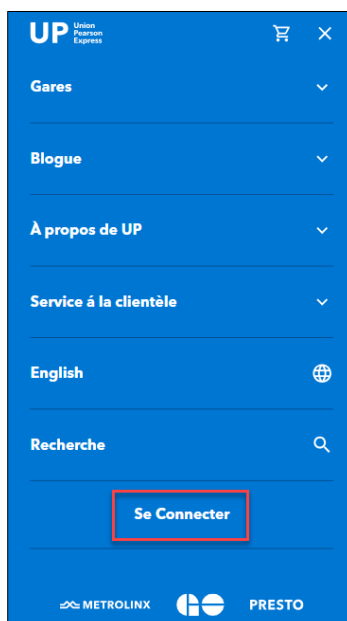 UP Union
Pearson
Express
Gares
Blogue
À propos de UP
Service á la clientèle
English
Recherche
Se Connecter
METROLINX GO PRESTO